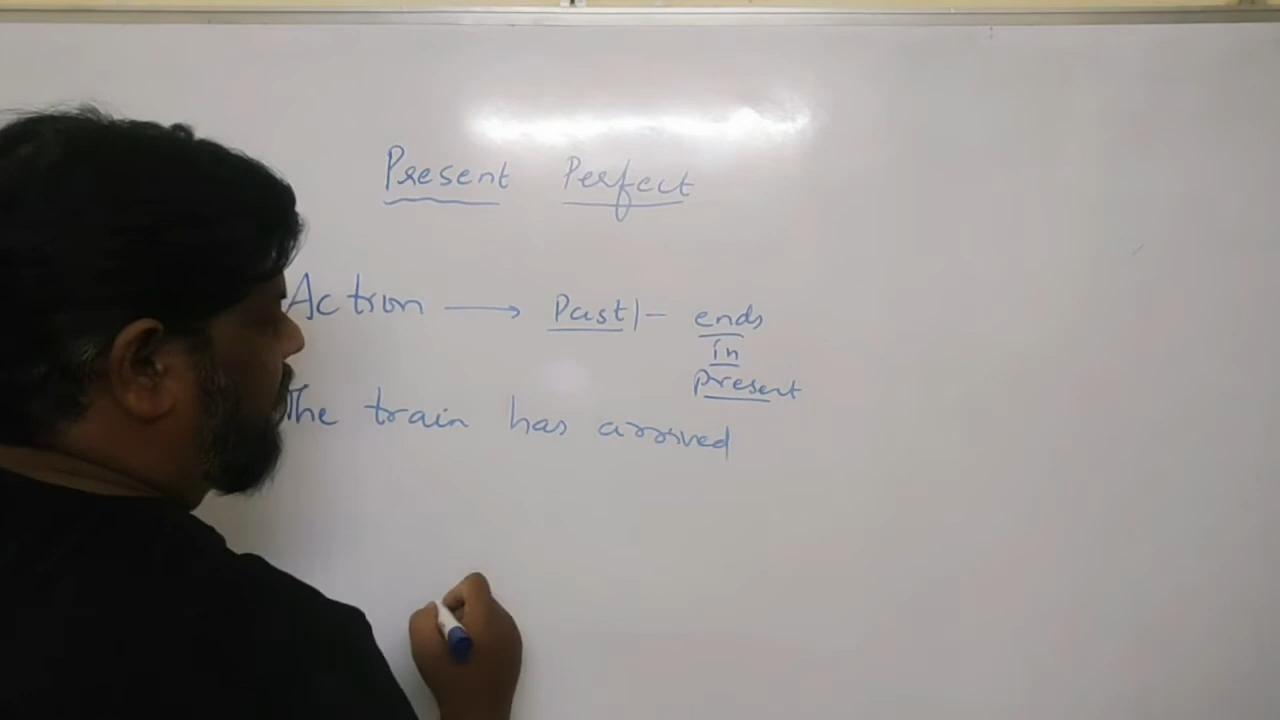 Present Perfect
Action → Past|- ends
in
present
The train has arrived